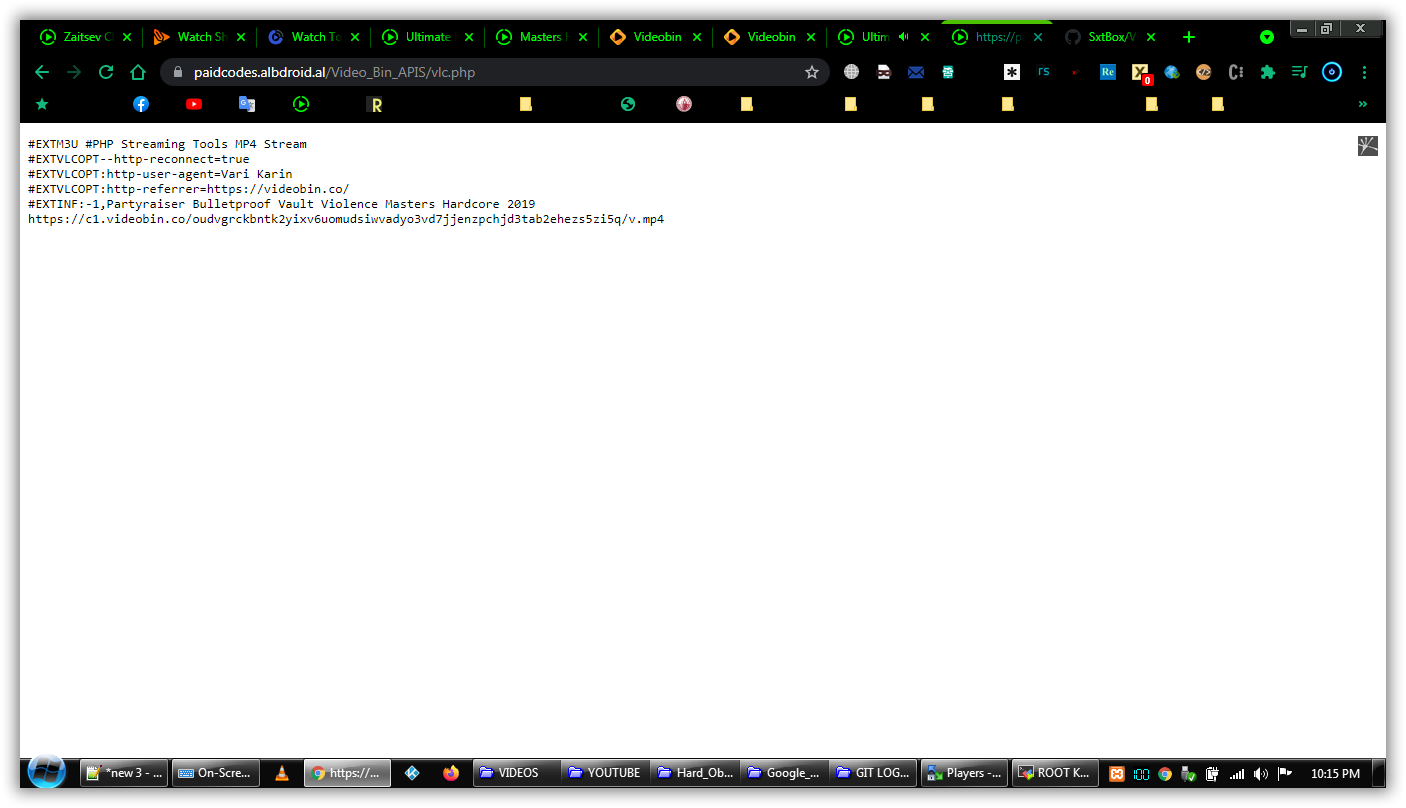 Zaitsev C
Watch Sh
Watch To
Ultimate
Masters
Videobin
Videobin
Ultim
https://p
SxtBox/V
paidcodes.albdroid.al/Video_Bin_APIS/vlc.php
rs
Re
0
R
#EXTM3U #PHP Streaming Tools MP4 Stream
#EXTVLCOPT--http-reconnect=true
#EXTVLCOPT:http-user-agent=Vari Karin
#EXTVLCOPT:http-referrer=https://videobin.co/
#EXTINF:-1,Partyraiser Bulletproof Vault Violence Masters Hardcore 2019
https://c1.videobin.co/oudvgrckbntk2yixv6uomudsiwvadyo3vd7jjenzpchjd3tab2ehezs5zi5q/v.mp4
*new 3 - ...
On-Scre...
https://...
VIDEOS
YOUTUBE
Hard_Ob...
Google_...
GIT LOG...
Players -...
ROOT K...
100
10:15 PM